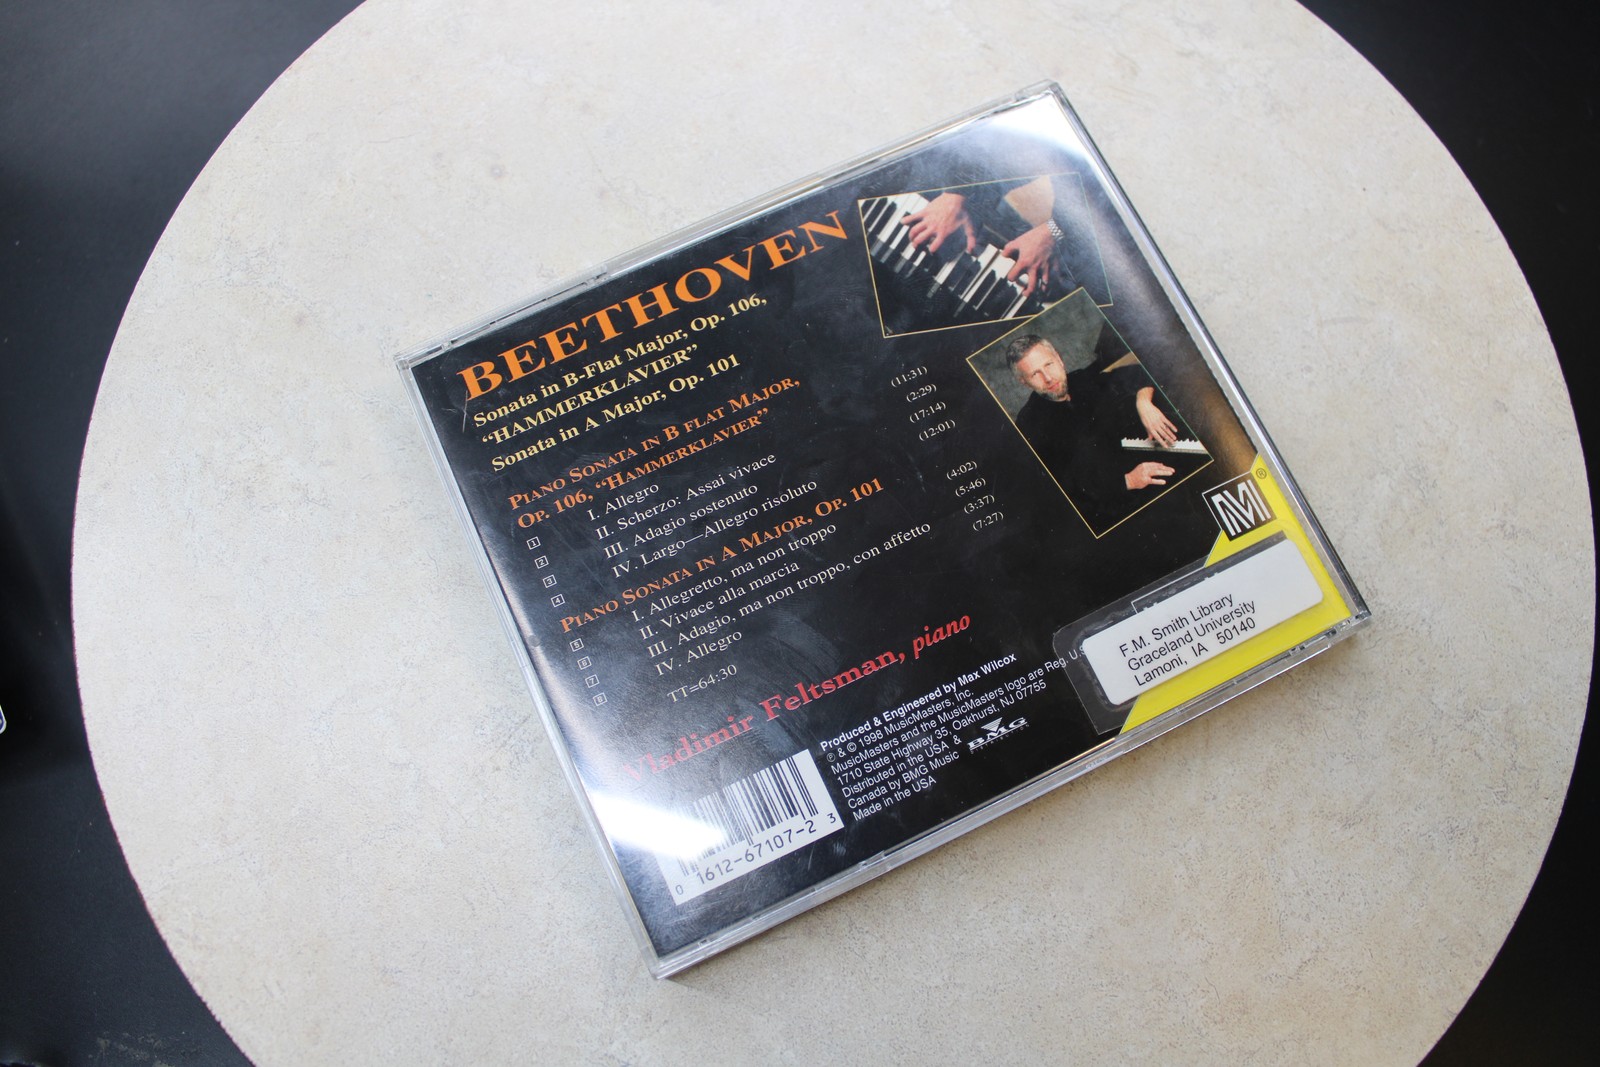 BEETHOVEN
Sonata in B-Flat Major, Op. 106,
“HAMMERKLAVIER”
Sonata in A Major, Op. 101
PIANO SONATA IN B FLAT MAJOR,
OP. 106, “HAMMERKLAVIER”
1 I. Allegro (11:31)
2 II. Scherzo: Assai vivace (2:29)
3 III. Adagio sostenuto (17:14)
4 IV. Largo—Allegro risoluto (12:01)
PIANO SONATA IN A MAJOR, OP. 101
5 I. Allegretto, ma non troppo (4:02)
6 II. Vivace alla marcia (5:46)
7 III. Adagio, ma non troppo, con affetto (3:37)
8 IV. Allegro (7:27)
TT=64:30
Vladimir Feltsman, piano
Produced & Engineered by Max Wilcox
℗ & © 1998 MusicMasters, Inc.
MusicMasters and the MusicMasters logo are Reg. U.S.
1710 State Highway 35, Oakhurst, NJ 07755
Distributed in the USA &
Canada by BMG Music
Made in the USA
BMG
0 1612-67107-2 3
®
F.M. Smith Library
Graceland University
Lamoni, IA 50140